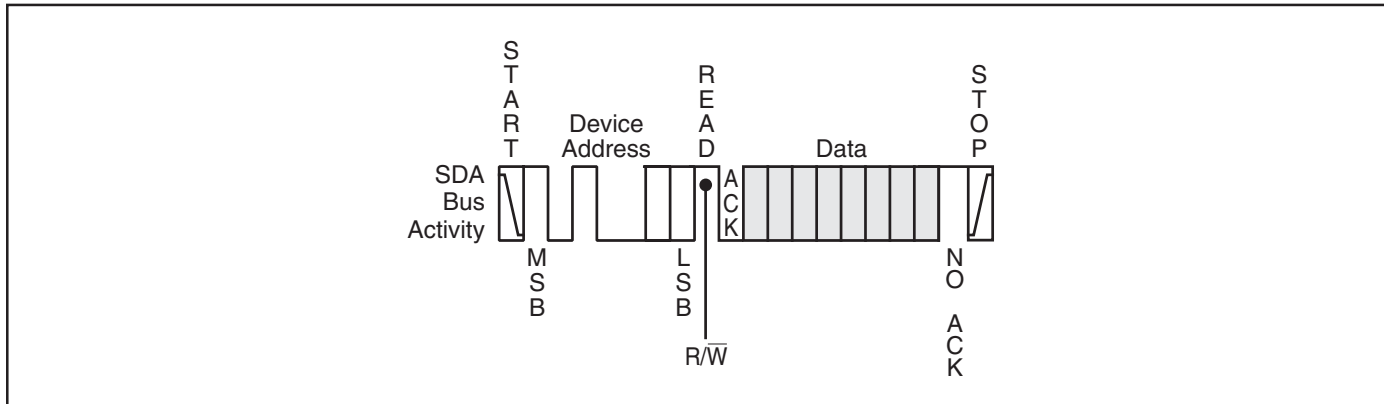 START
Device
Address
READ
Data
STOP
SDA
Bus
Activity
ACK
MSB
LSB
R/W̅
NO ACK